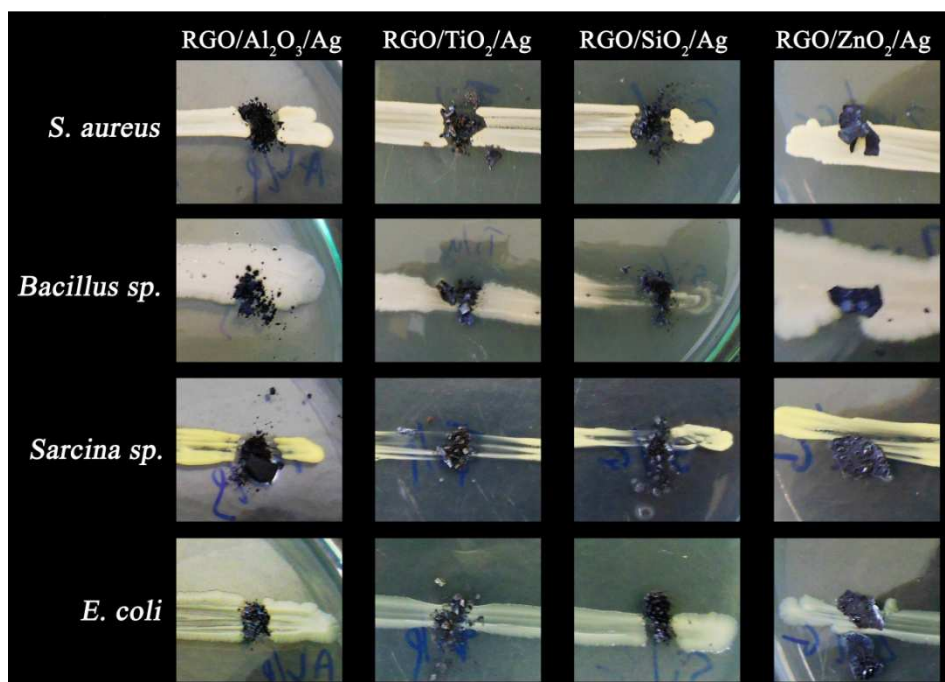 RGO/Al₂O₃/Ag RGO/TiO₂/Ag RGO/SiO₂/Ag RGO/ZnO₂/Ag
S. aureus
Bacillus sp.
Sarcina sp.
E. coli